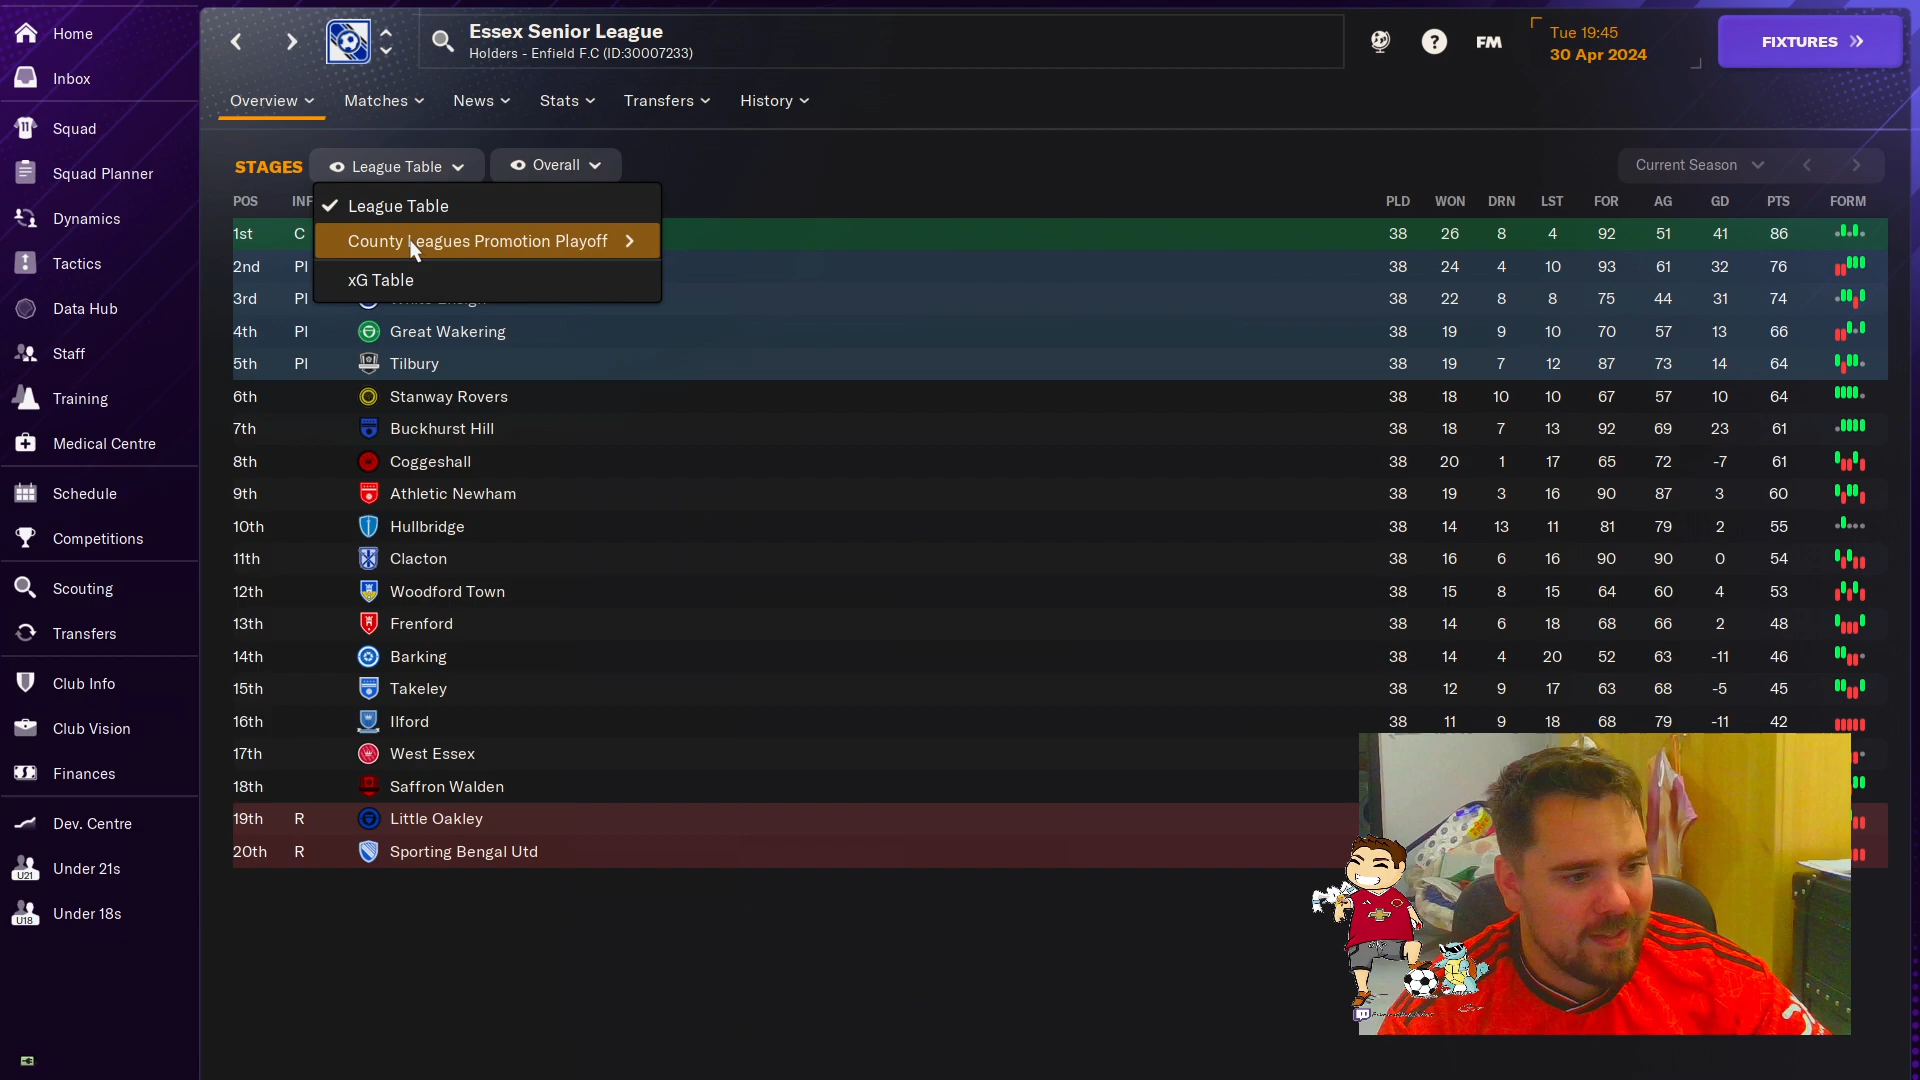 Home
Inbox
Squad
Squad Planner
Dynamics
Tactics
Data Hub
Staff
Training
Medical Centre
Schedule
Competitions
Scouting
Transfers
Club Info
Club Vision
Finances
Dev. Centre
U21 Under 21s
U18 Under 18s
Essex Senior League
Holders - Enfield F.C (ID:30007233)
? FM
Tue 19:45
30 Apr 2024
FIXTURES
Overview Matches News Stats Transfers History
STAGES League Table Overall Current Season
League Table
County Leagues Promotion Playoff
xG Table
POS INF PLD WON DRN LST FOR AG GD PTS FORM
1st C 38 26 8 4 92 51 41 86
2nd Pl 38 24 4 10 93 61 32 76
3rd Pl 38 22 8 8 75 44 31 74
4th Pl Great Wakering 38 19 9 10 70 57 13 66
5th Pl Tilbury 38 19 7 12 87 73 14 64
6th Stanway Rovers 38 18 10 10 67 57 10 64
7th Buckhurst Hill 38 18 7 13 92 69 23 61
8th Coggeshall 38 20 1 17 65 72 -7 61
9th Athletic Newham 38 19 3 16 90 87 3 60
10th Hullbridge 38 14 13 11 81 79 2 55
11th Clacton 38 16 6 16 90 90 0 54
12th Woodford Town 38 15 8 15 64 60 4 53
13th Frenford 38 14 6 18 68 66 2 48
14th Barking 38 14 4 20 52 63 -11 46
15th Takeley 38 12 9 17 63 68 -5 45
16th Ilford 38 11 9 18 68 79 -11 42
17th West Essex
18th Saffron Walden
19th R Little Oakley
20th R Sporting Bengal Utd